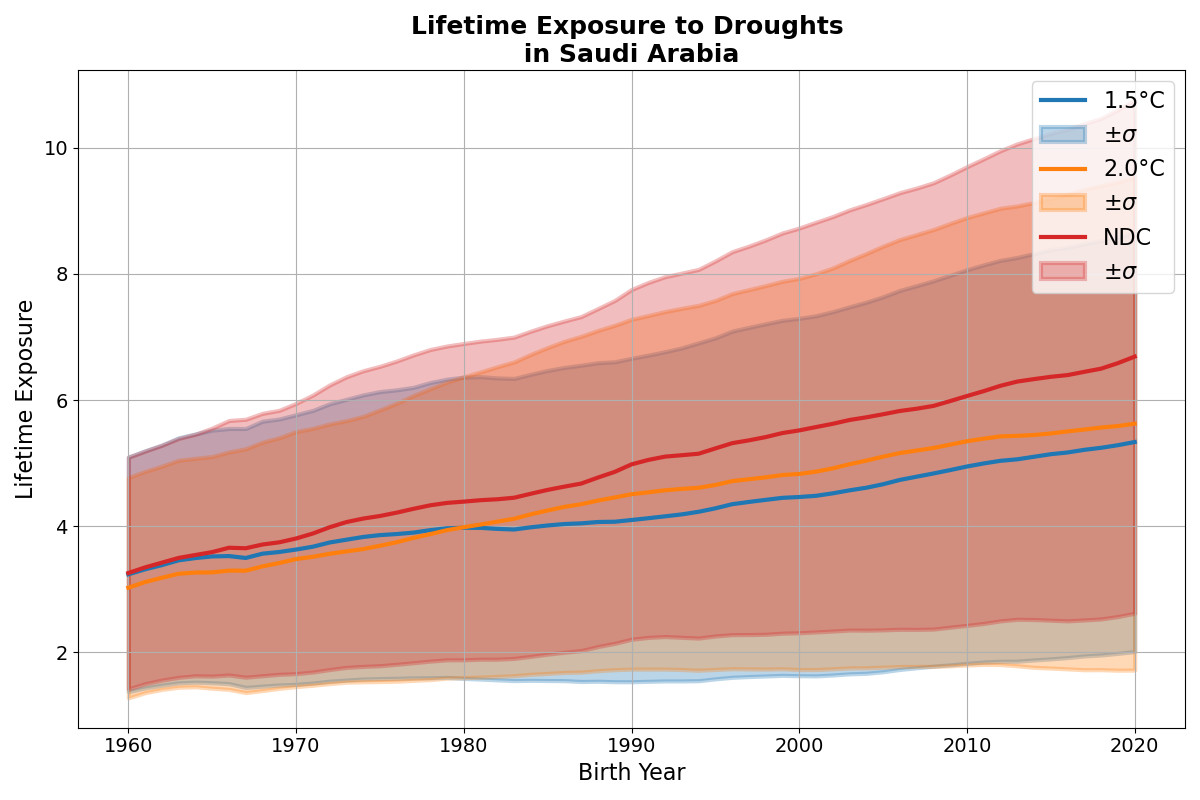 Lifetime Exposure to Droughts
in Saudi Arabia
Lifetime Exposure
10
8
6
4
2
1.5°C
±σ
2.0°C
±σ
NDC
±σ
1960
1970
1980
1990
2000
2010
2020
Birth Year